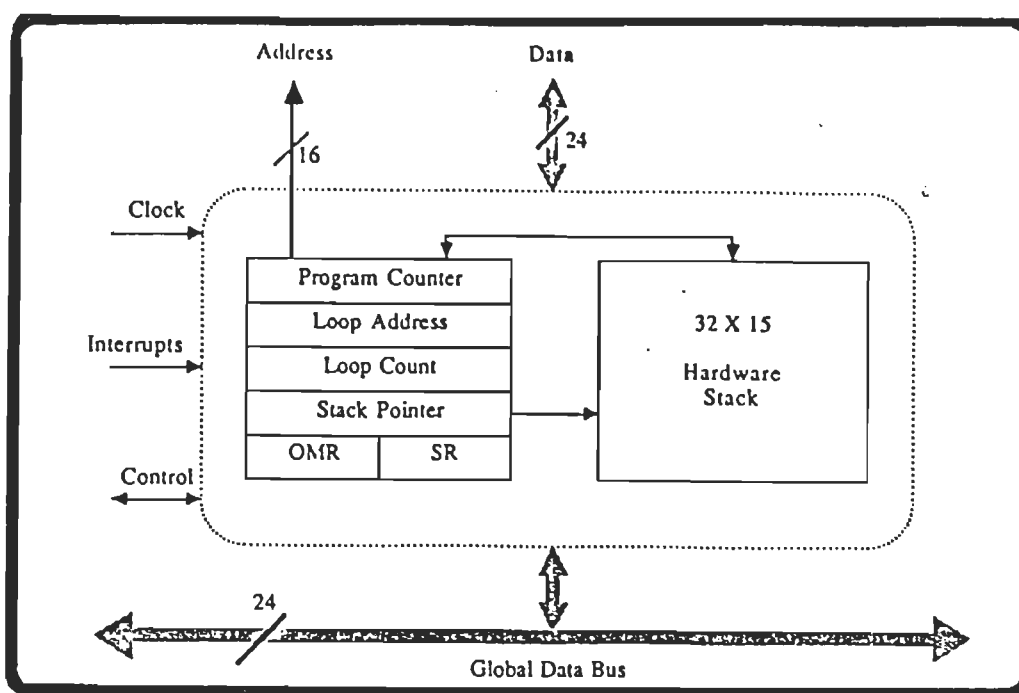 Address
Data
16
24
Clock
Program Counter
Loop Address
32 X 15
Interrupts
Loop Count
Hardware
Stack
Stack Pointer
OMR
SR
Control
24
Global Data Bus